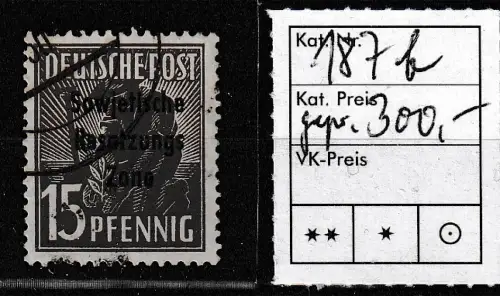 DEUTSCHE POST
Sowjetische
Besatzungs
Zone
15 PFENNIG
Kat. Nr.
187 b
Kat. Preis
gepr. 300,-
VK-Preis